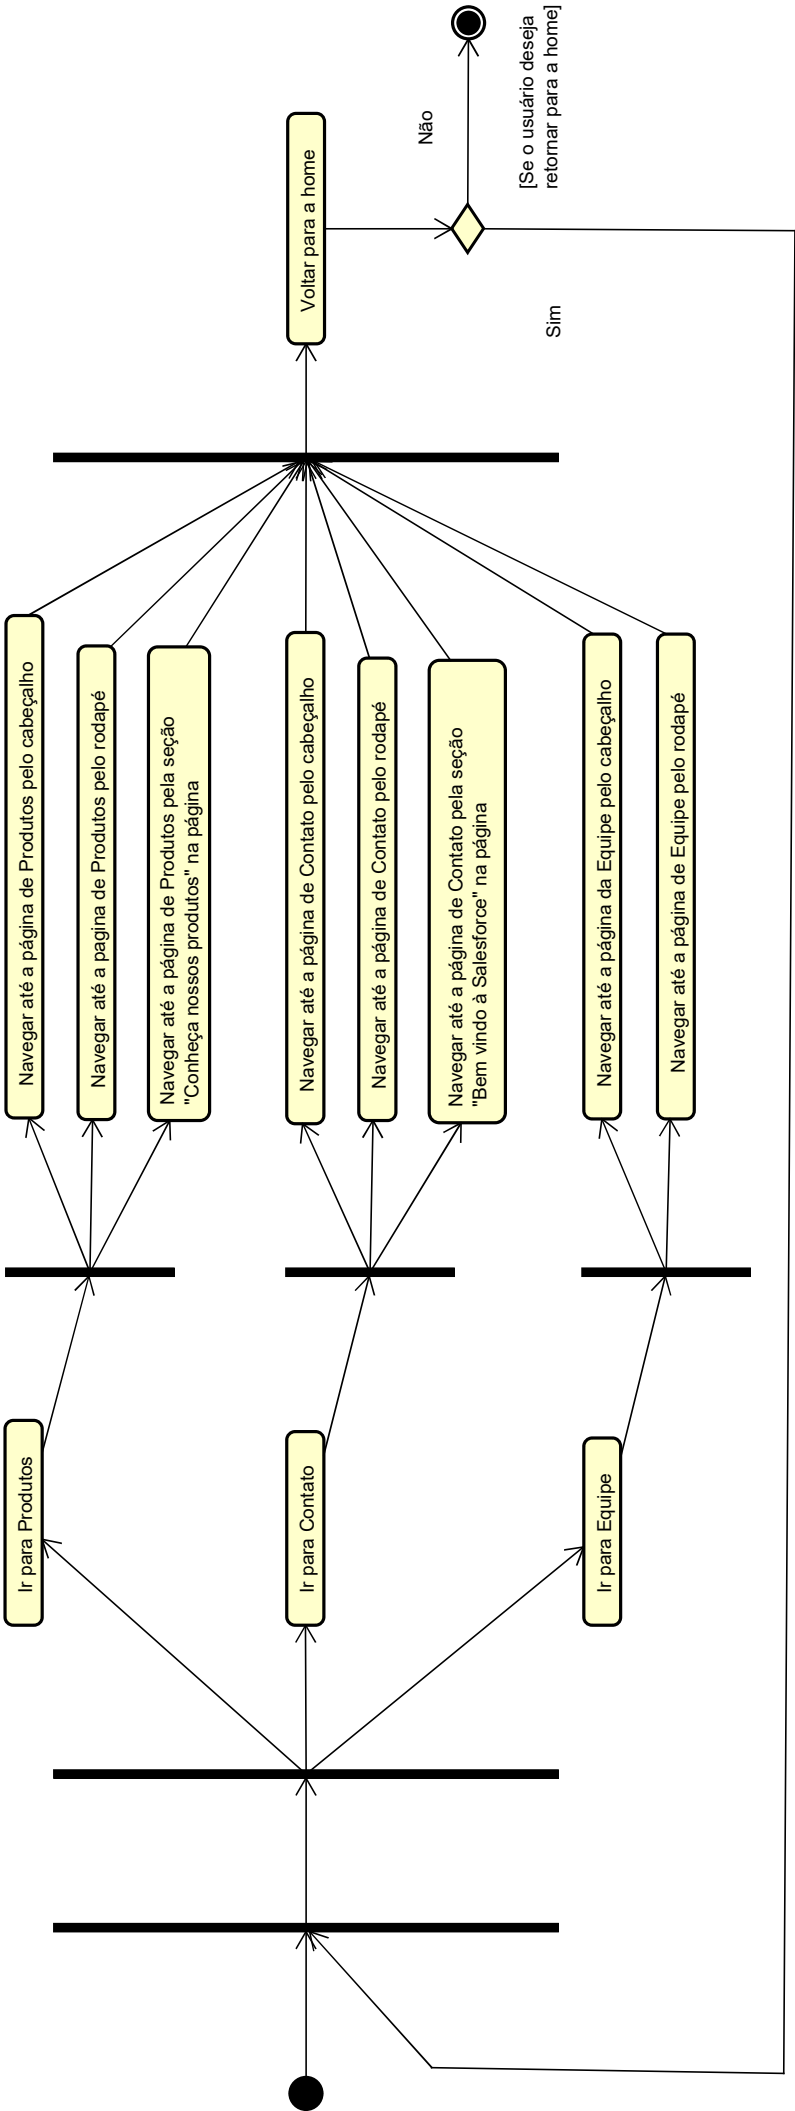 Ir para Produtos
Ir para Contato
Ir para Equipe
Navegar até a página de Produtos pelo cabeçalho
Navegar até a pagina de Produtos pelo rodapé
Navegar até a página de Produtos pela seção
"Conheça nossos produtos" na página
Navegar até a página de Contato pelo cabeçalho
Navegar até a página de Contato pelo rodapé
Navegar até a página de Contato pela seção
"Bem vindo à Salesforce" na página
Navegar até a página da Equipe pelo cabeçalho
Navegar até a página de Equipe pelo rodapé
Voltar para a home
Sim
Não
[Se o usuário deseja
retornar para a home]